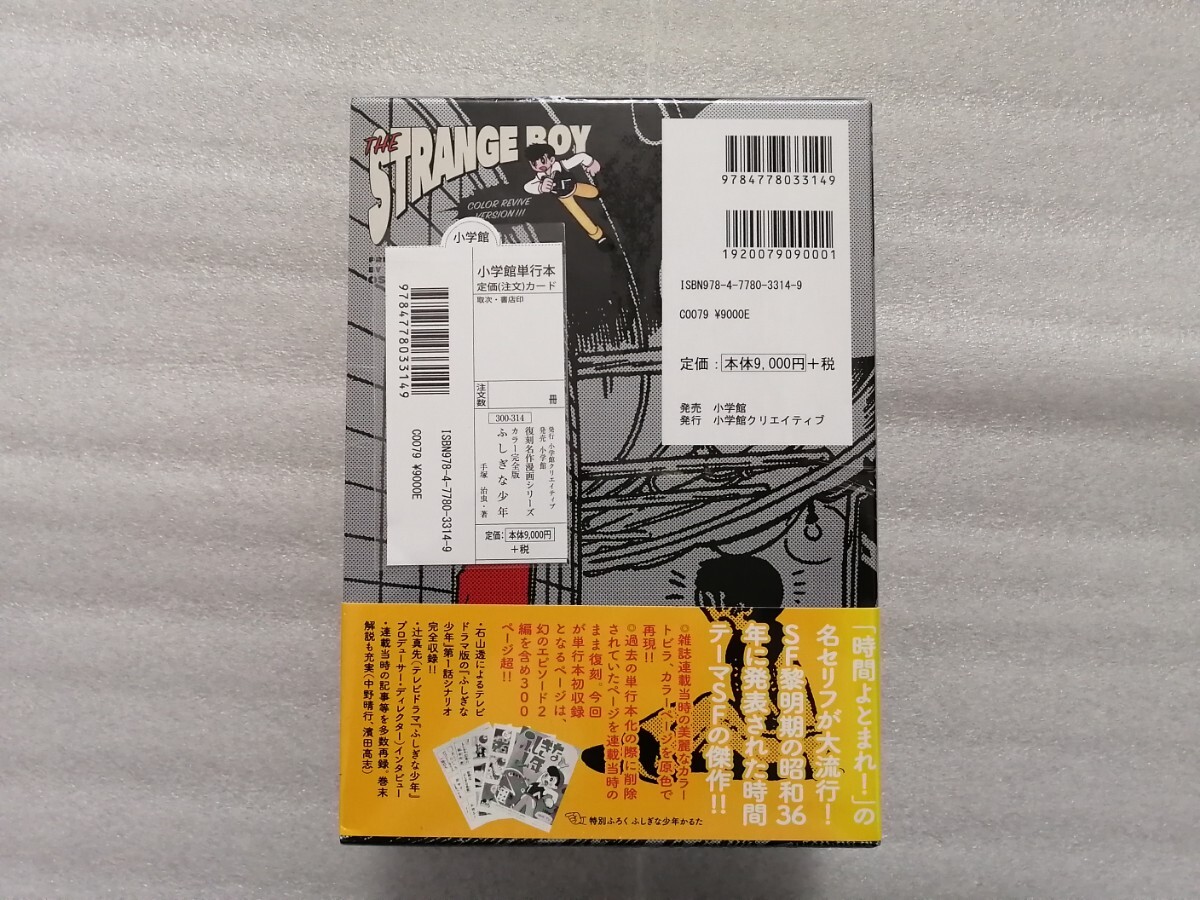 THE
STRANGE BOY
COLOR REVIVE
VERSION!!!
9784778033149
1920079090001
ISBN978-4-7780-3314-9
C0079 ¥9000E
定価：本体9,000円＋税
発売 小学館
発行 小学館クリエイティブ
小学館
小学館単行本
定価(注文)カード
取次・書店印
注文数
冊
300-314
発行 小学館クリエイティブ
発売 小学館
復刻名作漫画シリーズ
カラー完全版
ふしぎな少年
手塚 治虫・著
定価：本体9,000円
＋税
9784778033149
ISBN978-4-7780-3314-9
C0079 ¥9000E
「時間よとまれ！」の
名セリフが大流行！
SF黎明期の昭和36
年に発表された時間
テーマSFの傑作!!
◎雑誌連載当時の美麗なカラー
トビラ、カラーページを原色で
再現!!
◎過去の単行本化の際に削除
されていたページを連載当時の
まま復刻。今回
が単行本初収録
となるページは、
幻のエピソード2
編を含め300
ページ超!!
・石山透によるテレビ
ドラマ版の『ふしぎな
少年』第1話シナリオ
完全収録!!
・辻真先（テレビドラマ『ふしぎな少年』
プロデューサー・ディレクター）インタビュー
・連載当時の記事等を多数再録、巻末
解説も充実（中野晴行、濱田高志）
ふしぎな
少年
特別ふろく ふしぎな少年かるた